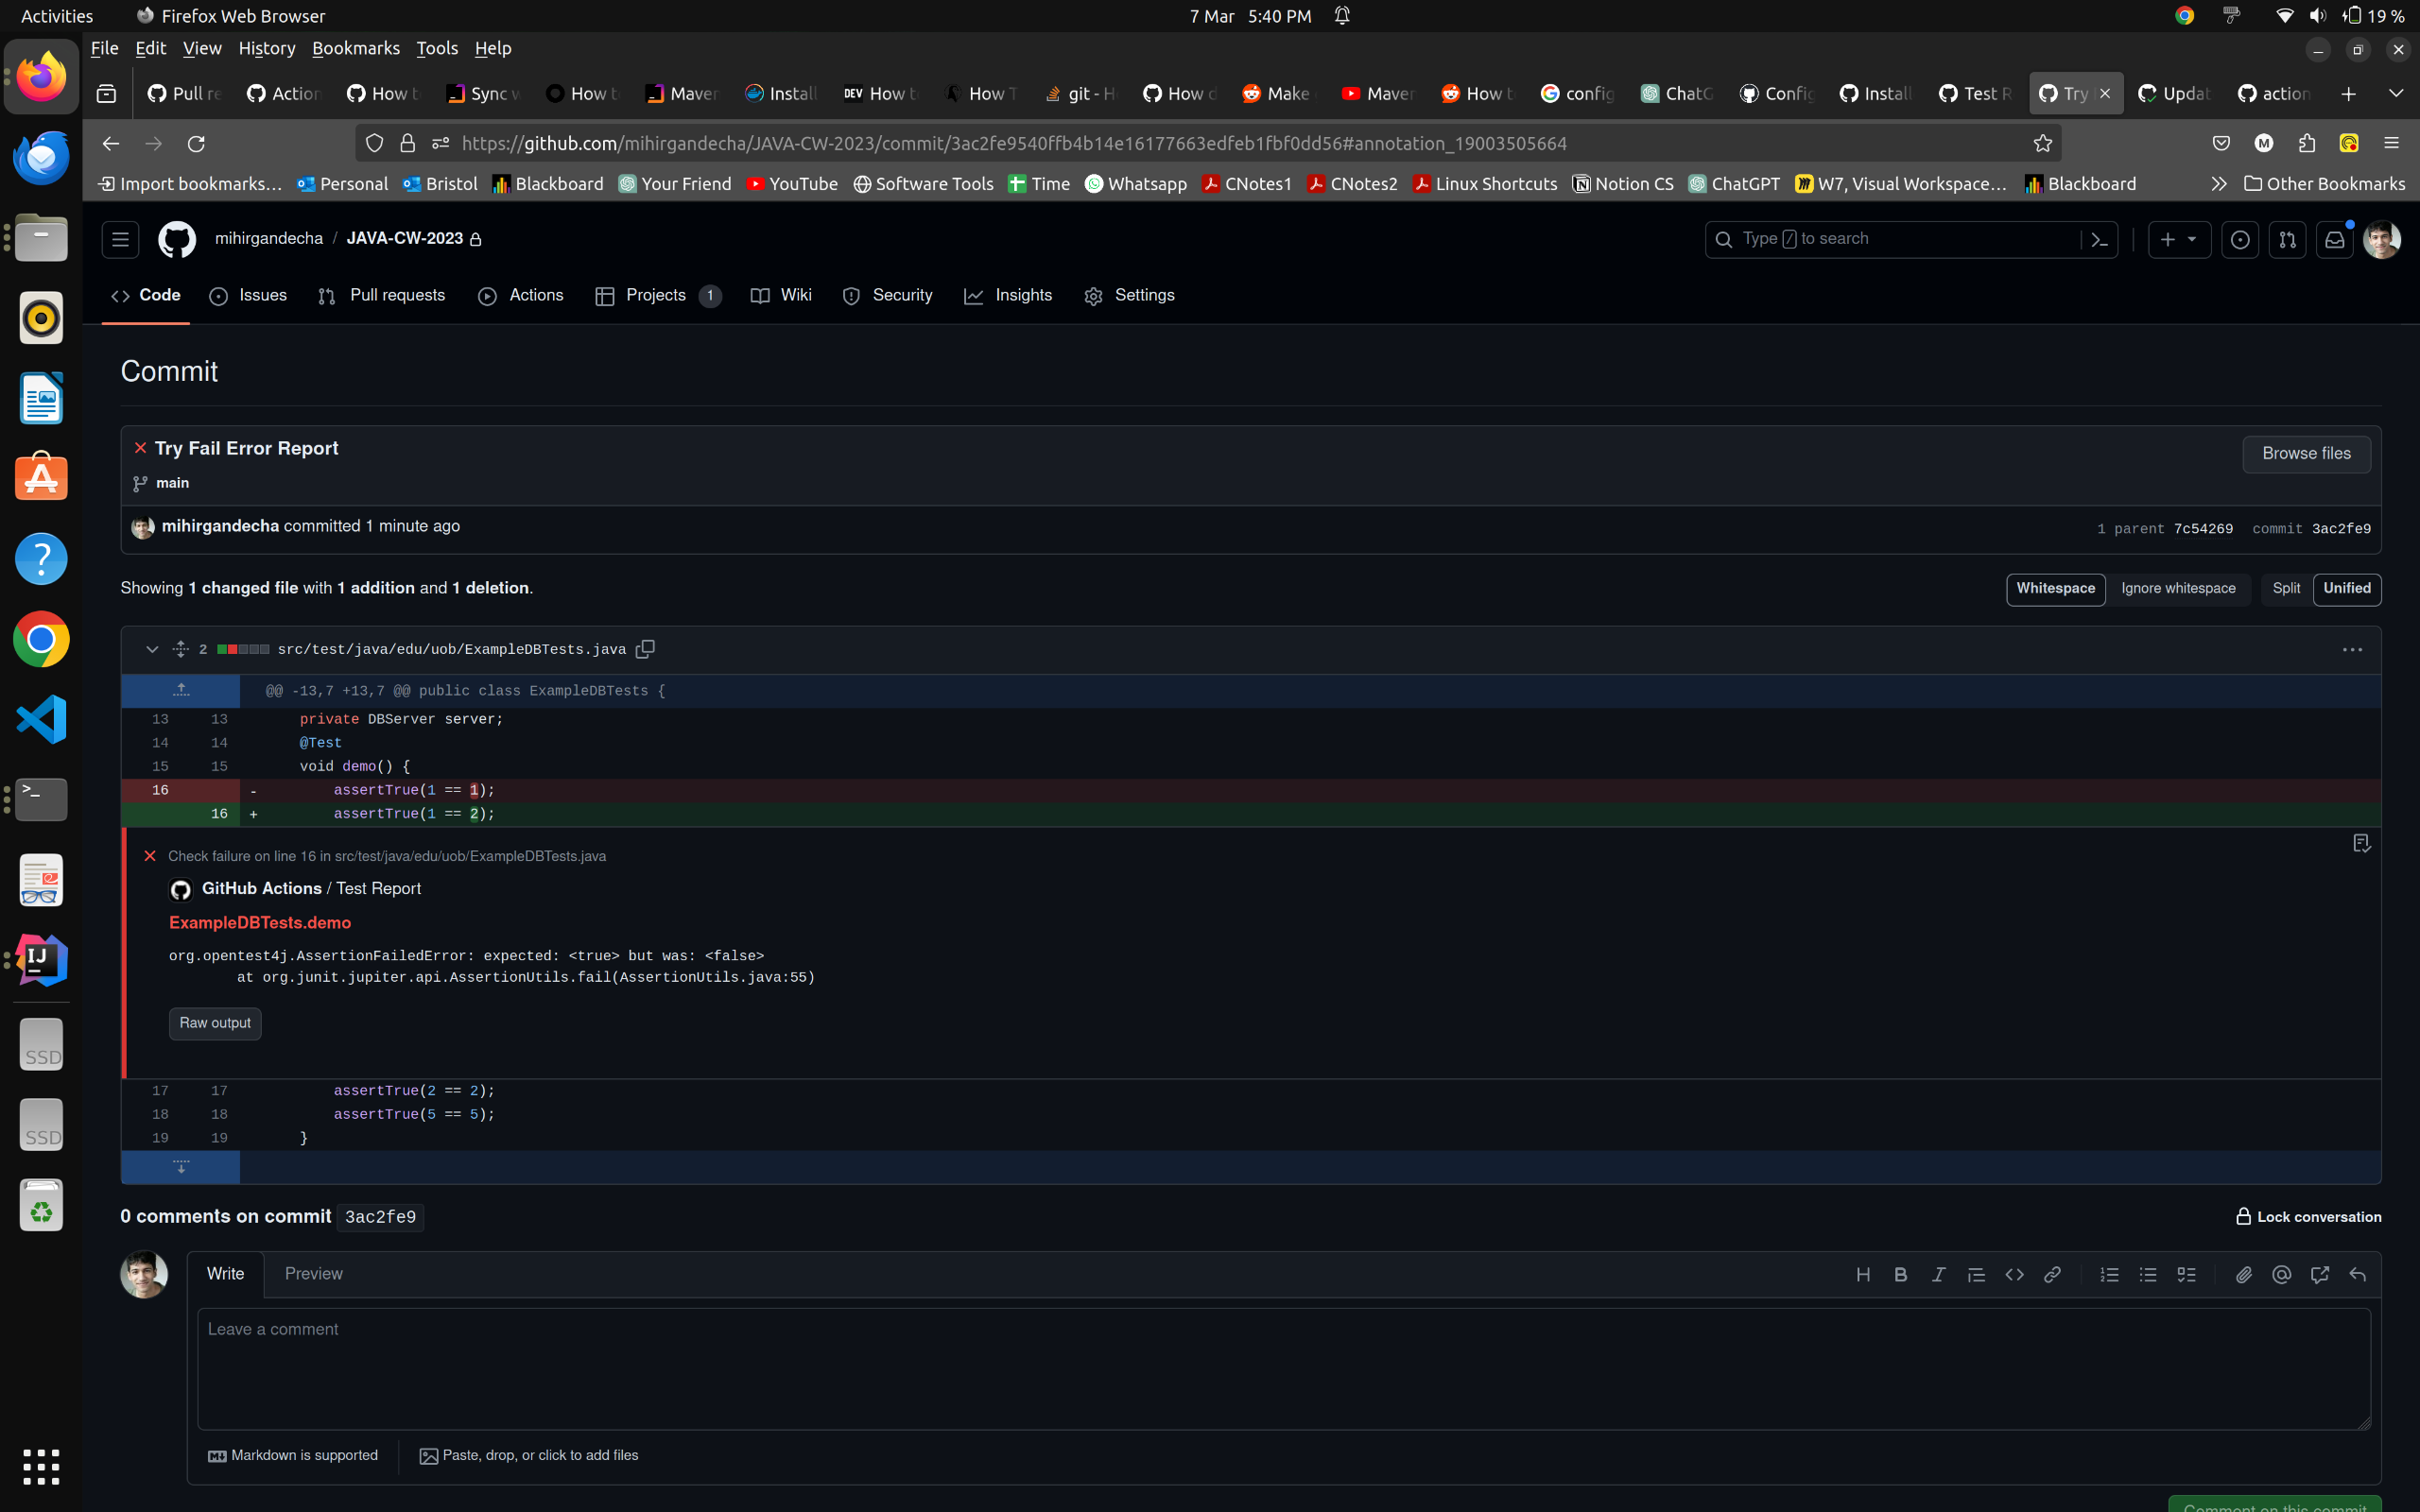 Activities Firefox Web Browser 7 Mar 5:40 PM 19 %
File Edit View History Bookmarks Tools Help
Pull re Action How t Sync w How t Maven Install DEV How t How T git - H How d Make Maven How t config ChatG Config Install Test R Try Updat action
https://github.com/mihirgandecha/JAVA-CW-2023/commit/3ac2fe9540ffb4b14e16177663edfeb1fbf0dd56#annotation_19003505664 M
Import bookmarks... Personal Bristol Blackboard Your Friend YouTube Software Tools Time Whatsapp CNotes1 CNotes2 Linux Shortcuts Notion CS ChatGPT W7, Visual Workspace... Blackboard Other Bookmarks
mihirgandecha / JAVA-CW-2023 Type / to search
Code Issues Pull requests Actions Projects 1 Wiki Security Insights Settings
Commit
Try Fail Error Report Browse files
main
mihirgandecha committed 1 minute ago 1 parent 7c54269 commit 3ac2fe9
Showing 1 changed file with 1 addition and 1 deletion. Whitespace Ignore whitespace Split Unified
2 src/test/java/edu/uob/ExampleDBTests.java
@@ -13,7 +13,7 @@ public class ExampleDBTests {
13 13 private DBServer server;
14 14 @Test
15 15 void demo() {
16 - assertTrue(1 == 1);
16 + assertTrue(1 == 2);
Check failure on line 16 in src/test/java/edu/uob/ExampleDBTests.java
GitHub Actions / Test Report
ExampleDBTests.demo
org.opentest4j.AssertionFailedError: expected: <true> but was: <false>
at org.junit.jupiter.api.AssertionUtils.fail(AssertionUtils.java:55)
Raw output
17 17 assertTrue(2 == 2);
18 18 assertTrue(5 == 5);
19 19 }
0 comments on commit 3ac2fe9 Lock conversation
Write Preview
Leave a comment
Markdown is supported Paste, drop, or click to add files
Comment on this commit
IJ
SSD
SSD